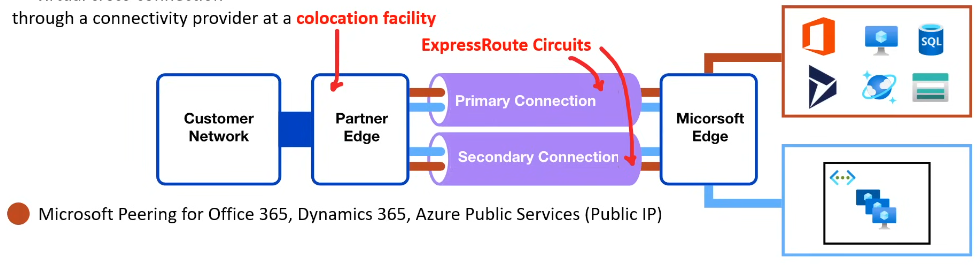 through a connectivity provider at a colocation facility
ExpressRoute Circuits
Customer
Network
Partner
Edge
Primary Connection
Secondary Connection
Micorsoft
Edge
SQL
Microsoft Peering for Office 365, Dynamics 365, Azure Public Services (Public IP)